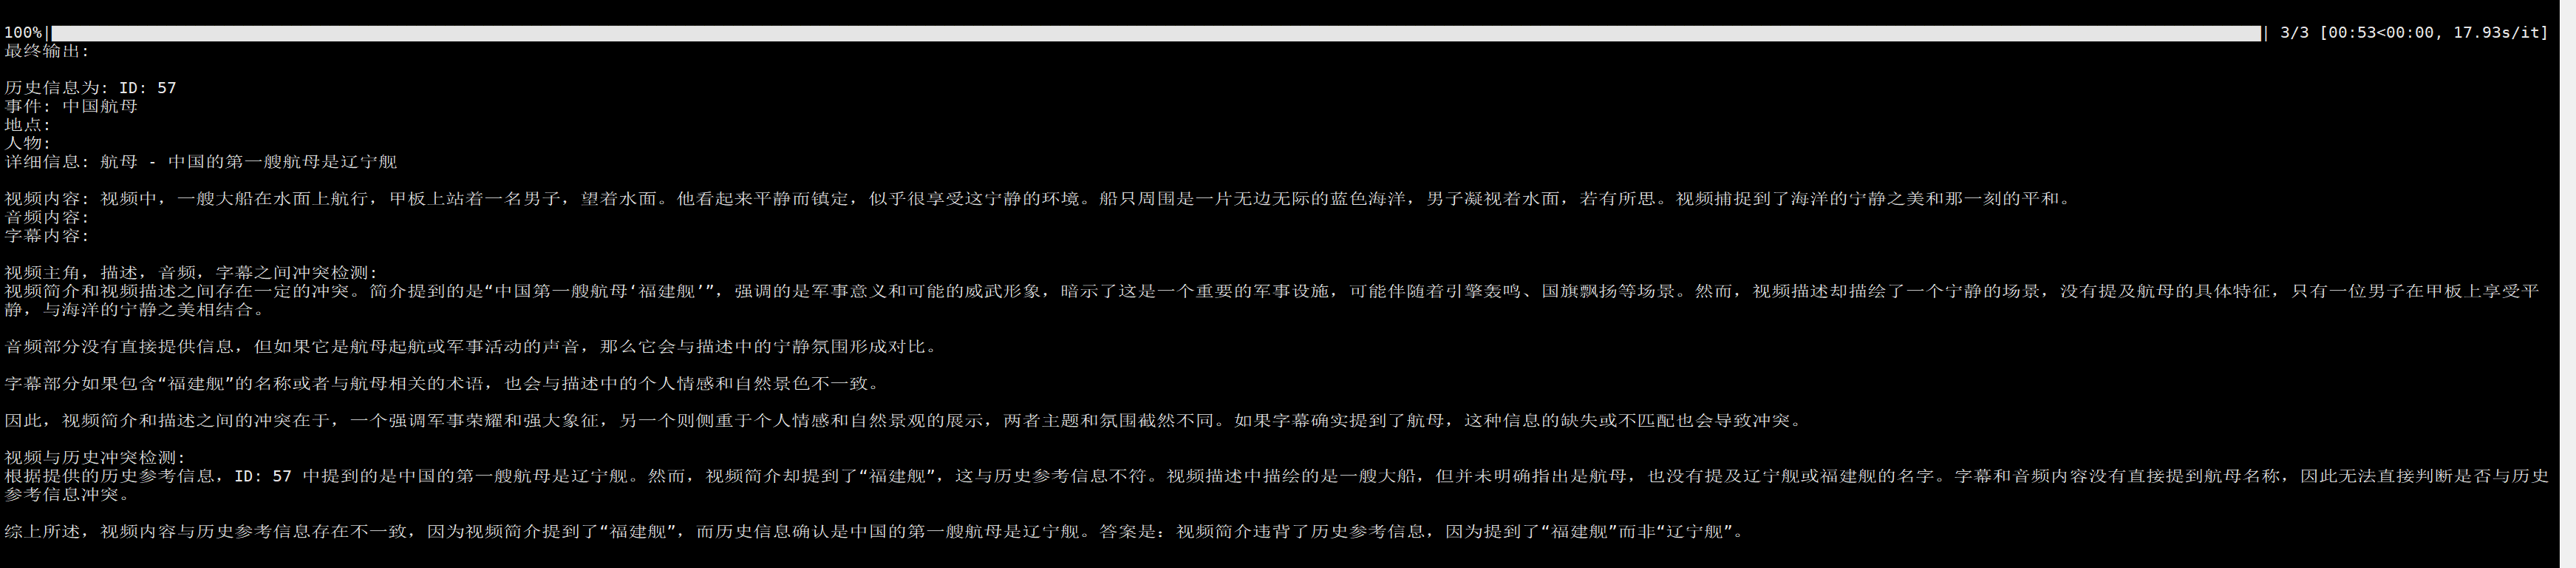 100%| | 3/3 [00:53<00:00, 17.93s/it]
最终输出:
历史信息为: ID: 57
事件: 中国航母
地点:
人物:
详细信息: 航母 - 中国的第一艘航母是辽宁舰
视频内容: 视频中，一艘大船在水面上航行，甲板上站着一名男子，望着水面。他看起来平静而镇定，似乎很享受这宁静的环境。船只周围是一片无边无际的蓝色海洋，男子凝视着水面，若有所思。视频捕捉到了海洋的宁静之美和那一刻的平和。
音频内容:
字幕内容:
视频主角，描述，音频，字幕之间冲突检测:
视频简介和视频描述之间存在一定的冲突。简介提到的是“中国第一艘航母‘福建舰’”，强调的是军事意义和可能的威武形象，暗示了这是一个重要的军事设施，可能伴随着引擎轰鸣、国旗飘扬等场景。然而，视频描述却描绘了一个宁静的场景，没有提及航母的具体特征，只有一位男子在甲板上享受平
静，与海洋的宁静之美相结合。
音频部分没有直接提供信息，但如果它是航母起航或军事活动的声音，那么它会与描述中的宁静氛围形成对比。
字幕部分如果包含“福建舰”的名称或者与航母相关的术语，也会与描述中的个人情感和自然景色不一致。
因此，视频简介和描述之间的冲突在于，一个强调军事荣耀和强大象征，另一个则侧重于个人情感和自然景观的展示，两者主题和氛围截然不同。如果字幕确实提到了航母，这种信息的缺失或不匹配也会导致冲突。
视频与历史冲突检测:
根据提供的历史参考信息，ID: 57 中提到的是中国的第一艘航母是辽宁舰。然而，视频简介却提到了“福建舰”，这与历史参考信息不符。视频描述中描绘的是一艘大船，但并未明确指出是航母，也没有提及辽宁舰或福建舰的名字。字幕和音频内容没有直接提到航母名称，因此无法直接判断是否与历史
参考信息冲突。
综上所述，视频内容与历史参考信息存在不一致，因为视频简介提到了“福建舰”，而历史信息确认是中国的第一艘航母是辽宁舰。答案是：视频简介违背了历史参考信息，因为提到了“福建舰”而非“辽宁舰”。